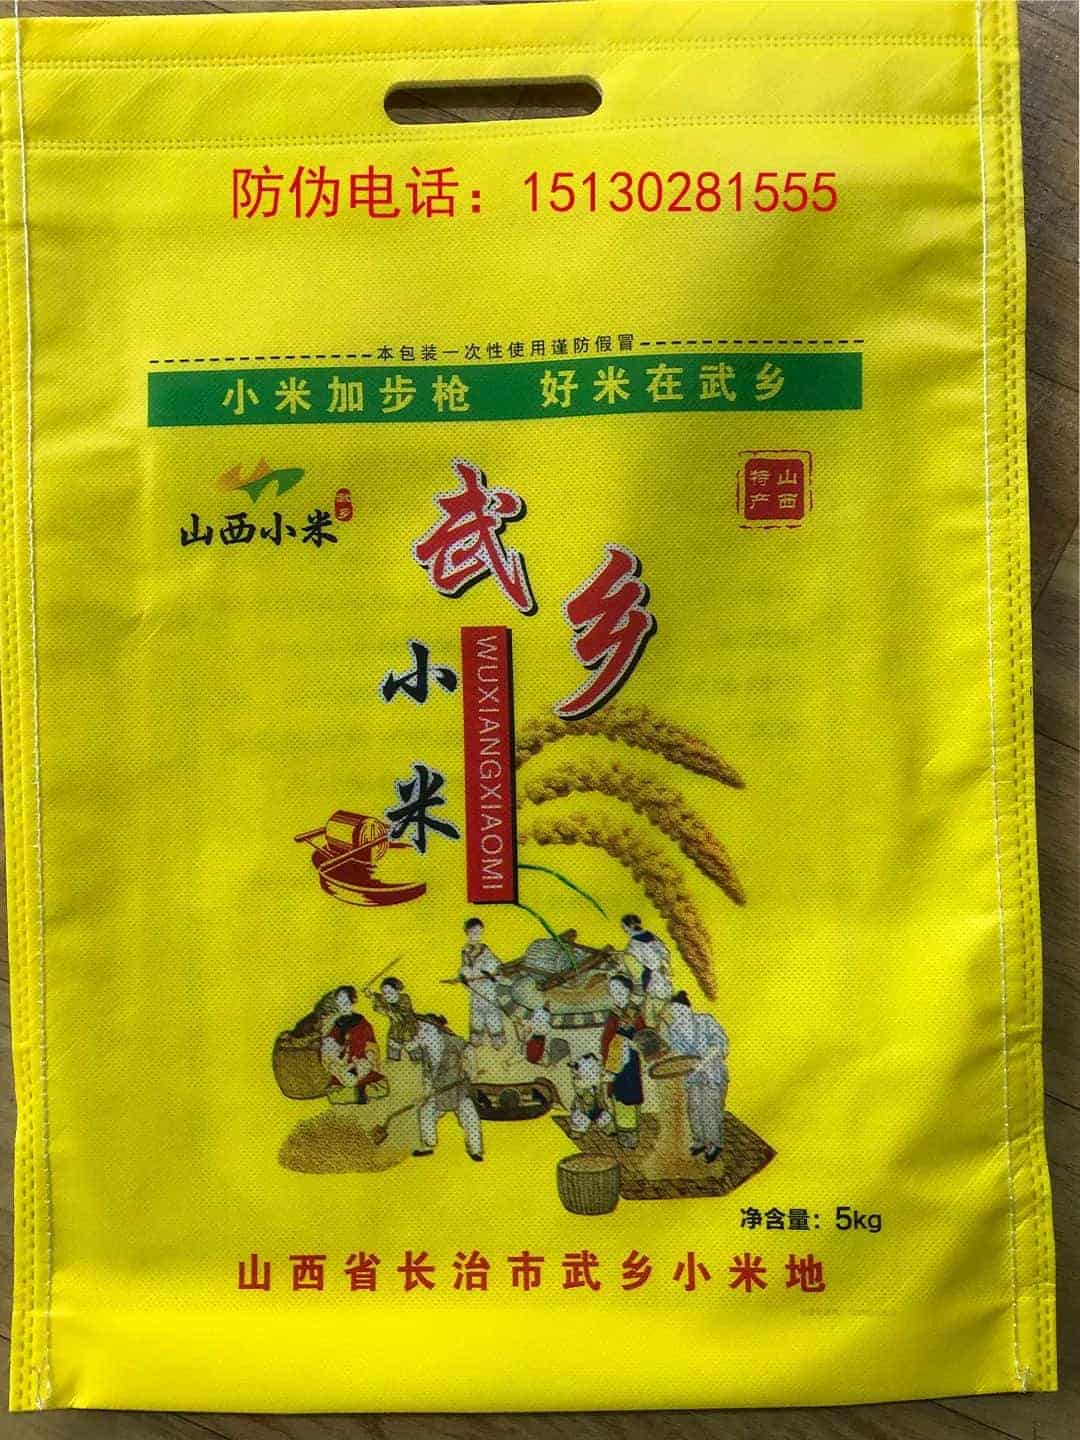 防伪电话：15130281555
本包装一次性使用谨防假冒
小米加步枪 好米在武乡
山西小米
武乡
山西
特产
武乡
小米
WUXIANGXIAOMI
净含量：5kg
山西省长治市武乡小米地